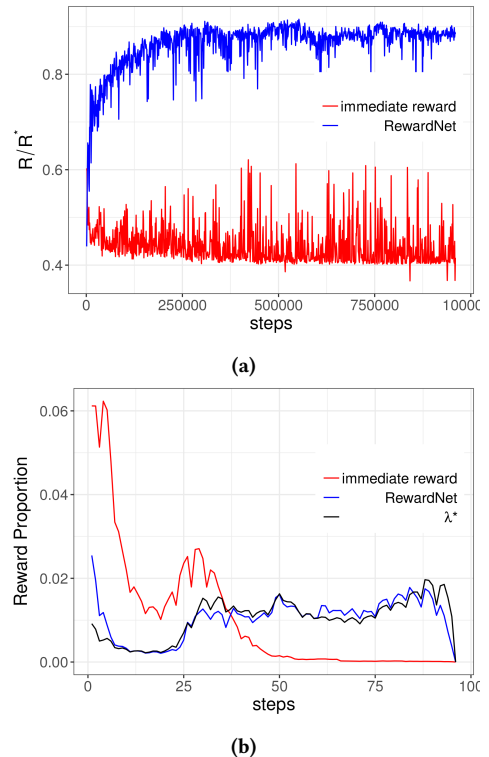 R/R*
0.8
0.6
0.4
immediate reward
RewardNet
0
250000
500000
750000
10000
steps
(a)
Reward Proportion
0.06
0.04
0.02
0.00
immediate reward
RewardNet
λ*
0
25
50
75
100
steps
(b)